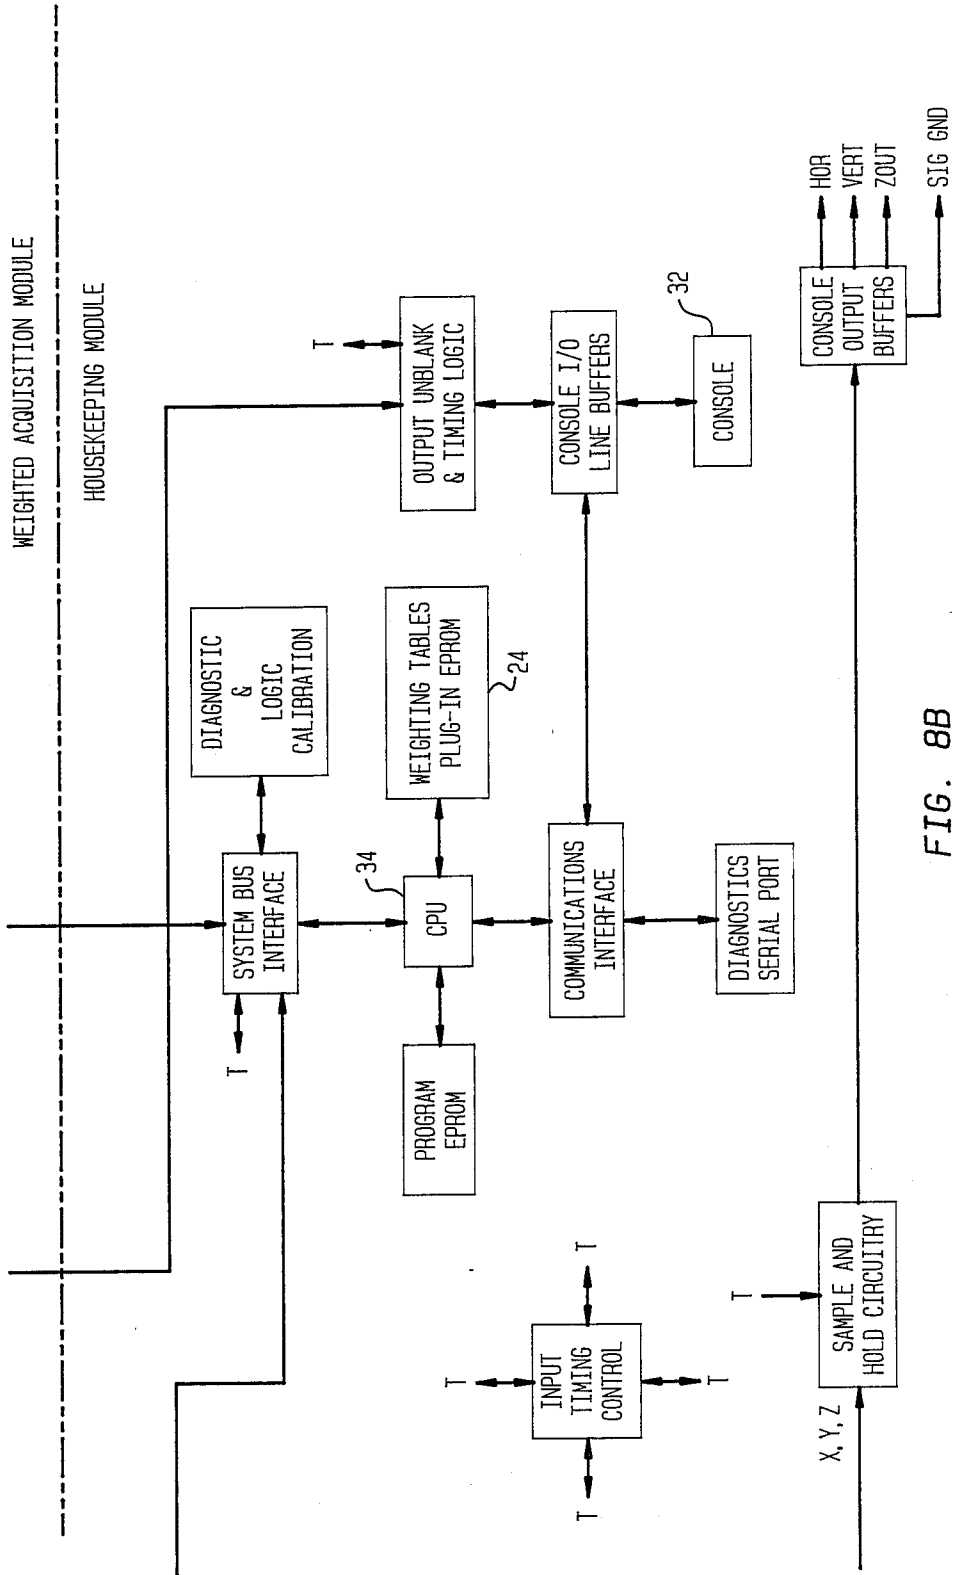 WEIGHTED ACQUISITION MODULE
HOUSEKEEPING MODULE
T
SYSTEM BUS
INTERFACE
DIAGNOSTIC
&
LOGIC
CALIBRATION
T
OUTPUT UNBLANK
& TIMING LOGIC
PROGRAM
EPROM
34
CPU
WEIGHTING TABLES
PLUG-IN EPROM
24
T
T
INPUT
TIMING
CONTROL
T
T
COMMUNICATIONS
INTERFACE
CONSOLE I/O
LINE BUFFERS
DIAGNOSTICS
SERIAL PORT
32
CONSOLE
X, Y, Z
T
SAMPLE AND
HOLD CIRCUITRY
CONSOLE
OUTPUT
BUFFERS
HOR
VERT
ZOUT
SIG GND
FIG. 8B